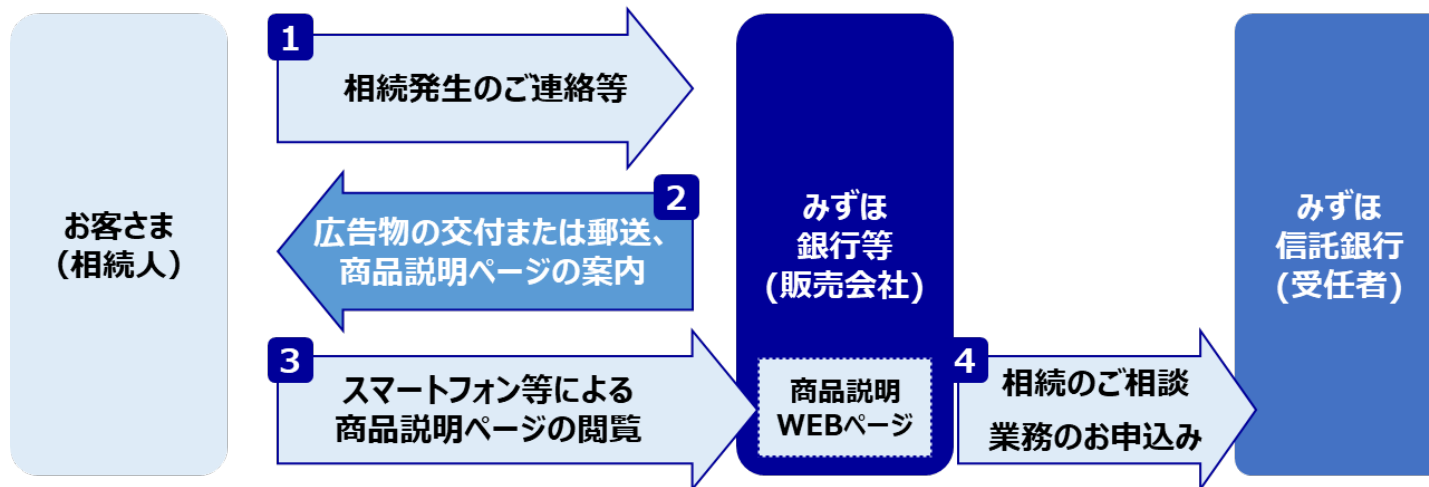 お客さま
(相続人)
1
相続発生のご連絡等
2
広告物の交付または郵送、
商品説明ページの案内
3
スマートフォン等による
商品説明ページの閲覧
みずほ
銀行等
(販売会社)
商品説明
WEBページ
4
相続のご相談
業務のお申込み
みずほ
信託銀行
(受任者)